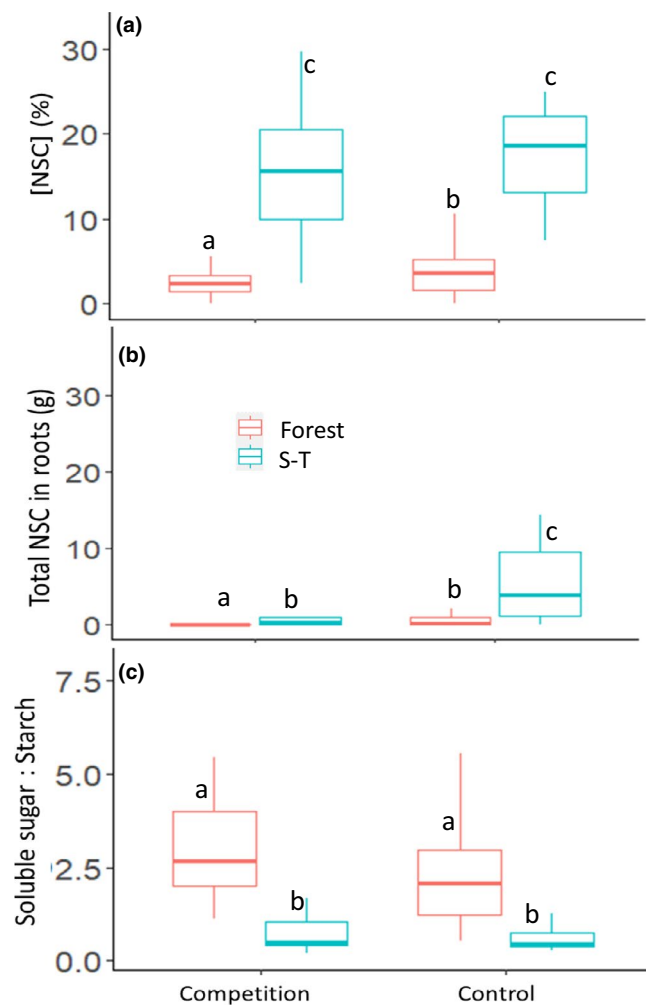 (a)
[NSC] (%)
30
20
10
0
a
c
b
c
(b)
Total NSC in roots (g)
30
20
10
0
Forest
S-T
a
b
b
c
(c)
Soluble sugar : Starch
7.5
5.0
2.5
0.0
a
b
a
b
Competition
Control